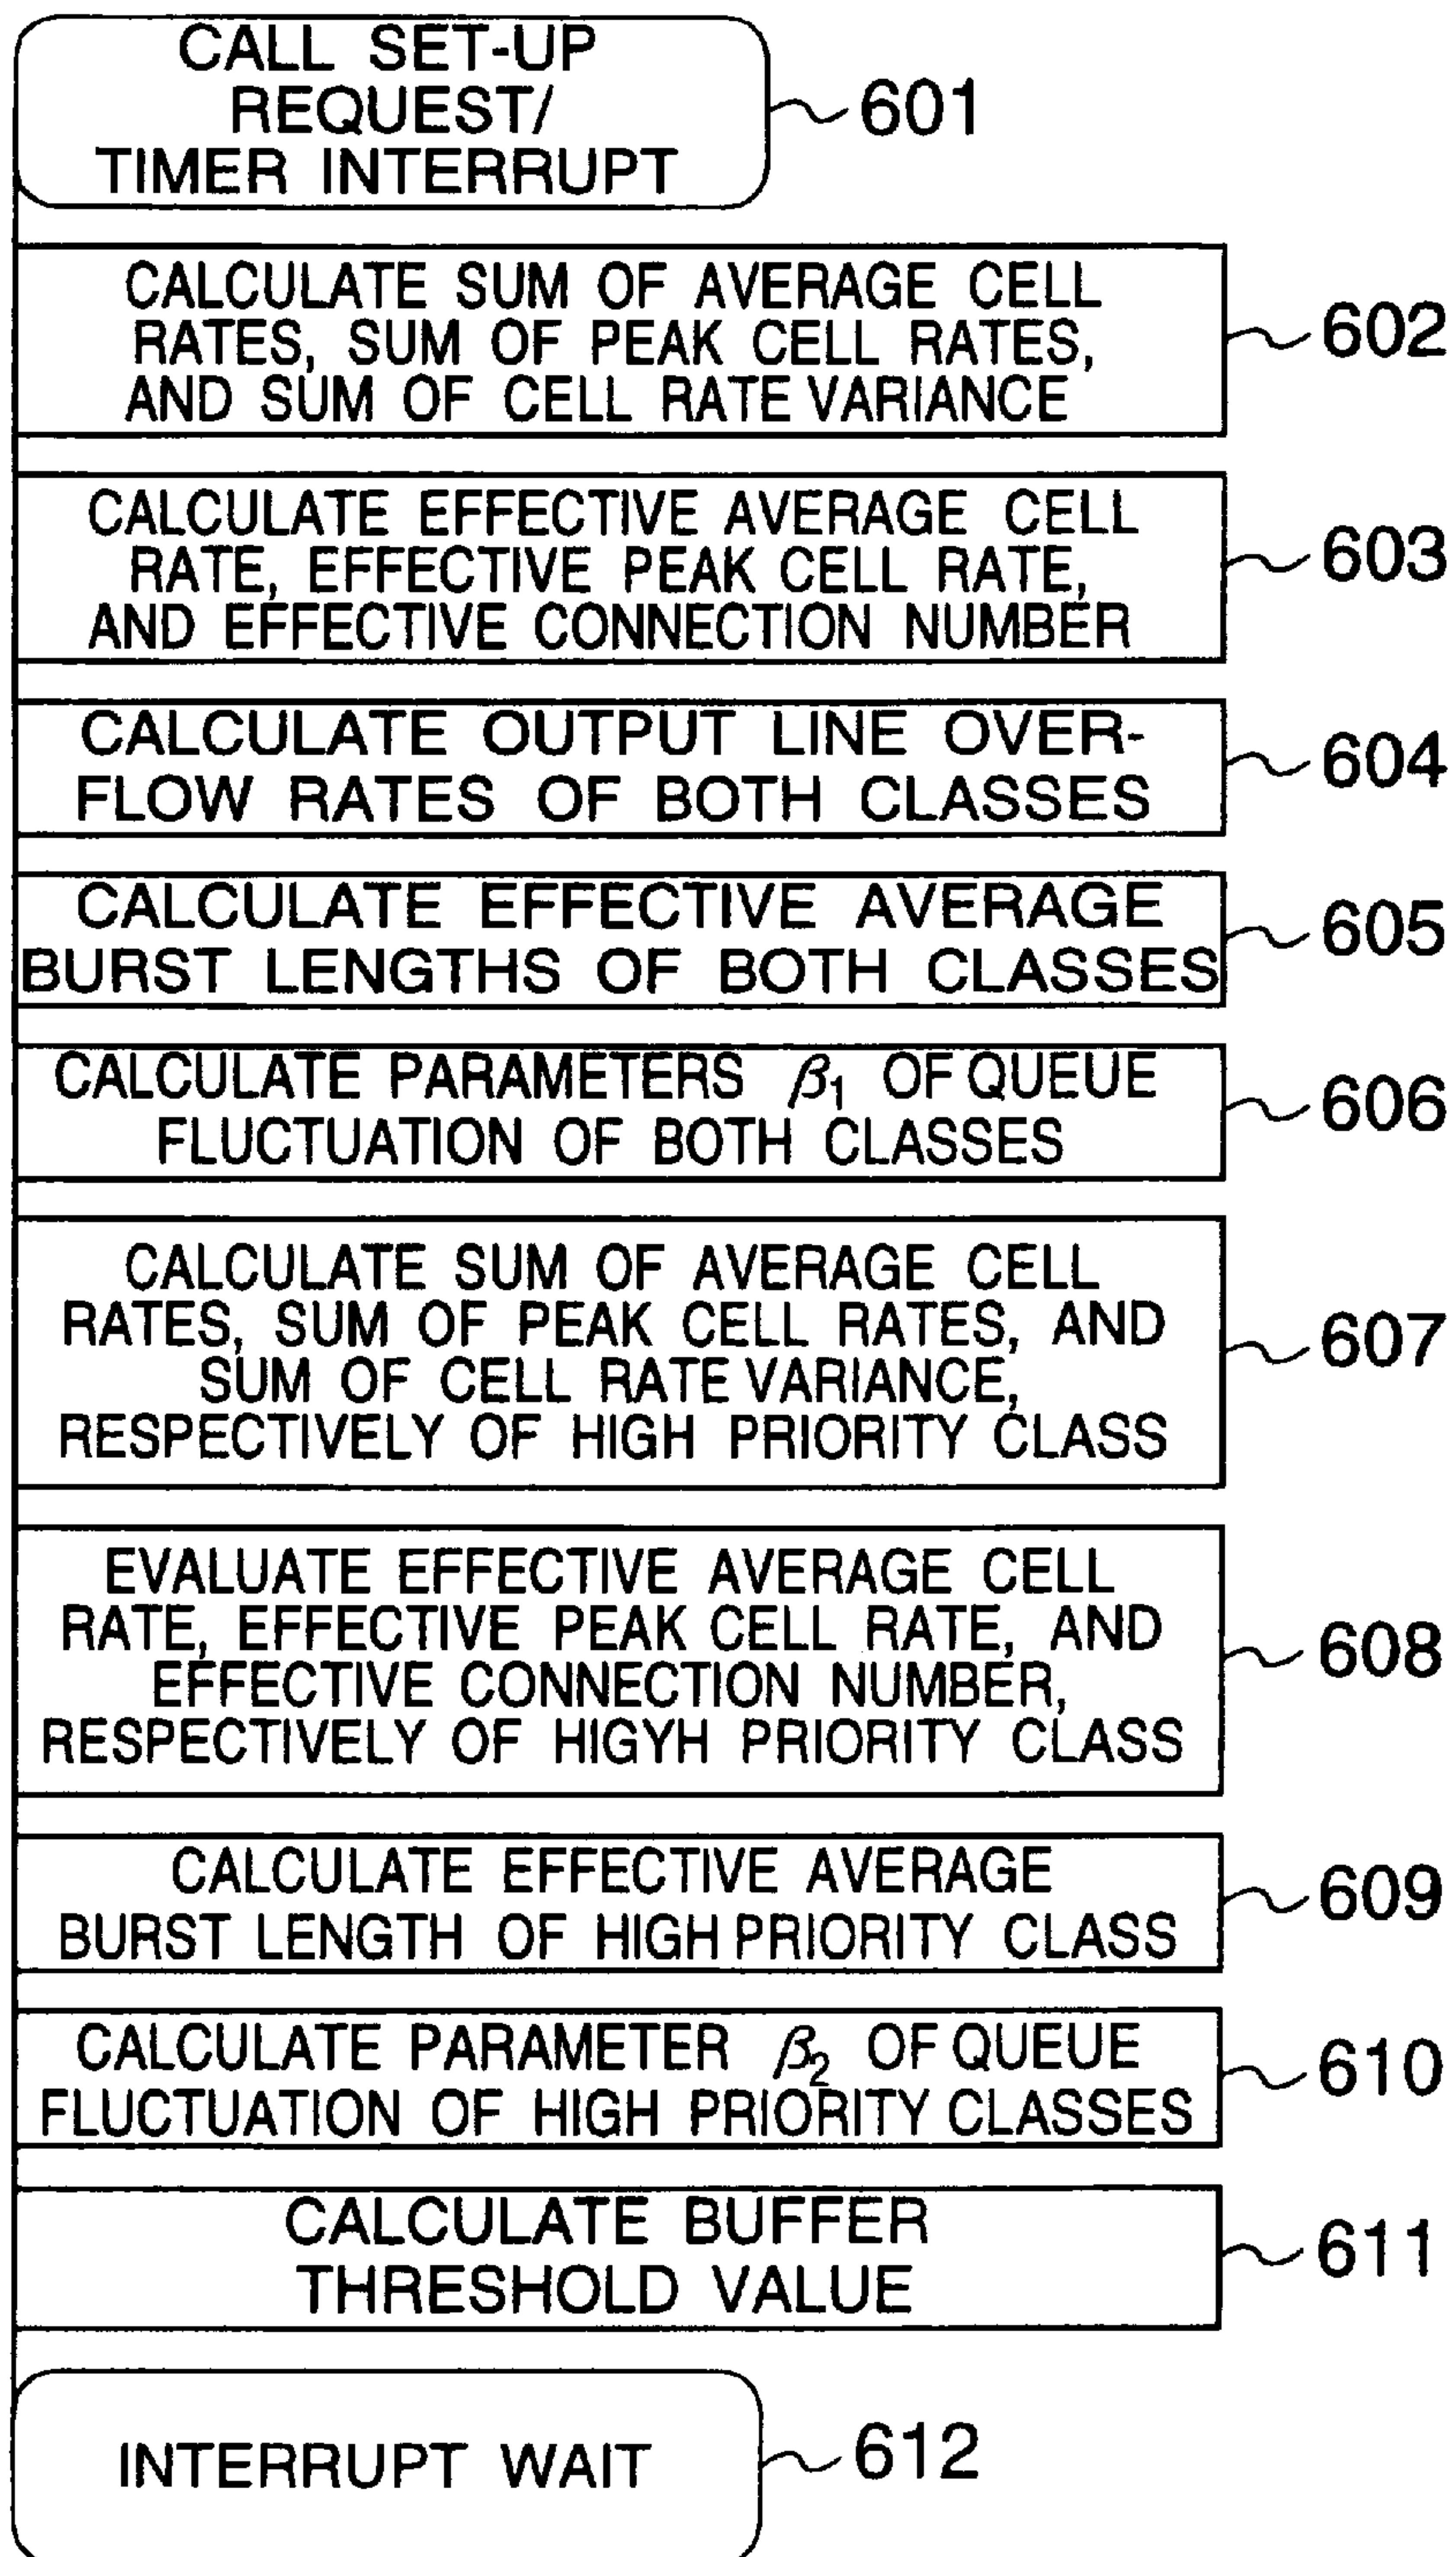 CALL SET-UP
REQUEST/
TIMER INTERRUPT
601
CALCULATE SUM OF AVERAGE CELL
RATES, SUM OF PEAK CELL RATES,
AND SUM OF CELL RATE VARIANCE
602
CALCULATE EFFECTIVE AVERAGE CELL
RATE, EFFECTIVE PEAK CELL RATE,
AND EFFECTIVE CONNECTION NUMBER
603
CALCULATE OUTPUT LINE OVER-
FLOW RATES OF BOTH CLASSES
604
CALCULATE EFFECTIVE AVERAGE
BURST LENGTHS OF BOTH CLASSES
605
CALCULATE PARAMETERS β₁ OF QUEUE
FLUCTUATION OF BOTH CLASSES
606
CALCULATE SUM OF AVERAGE CELL
RATES, SUM OF PEAK CELL RATES, AND
SUM OF CELL RATE VARIANCE,
RESPECTIVELY OF HIGH PRIORITY CLASS
607
EVALUATE EFFECTIVE AVERAGE CELL
RATE, EFFECTIVE PEAK CELL RATE, AND
EFFECTIVE CONNECTION NUMBER,
RESPECTIVELY OF HIGYH PRIORITY CLASS
608
CALCULATE EFFECTIVE AVERAGE
BURST LENGTH OF HIGH PRIORITY CLASS
609
CALCULATE PARAMETER β₂ OF QUEUE
FLUCTUATION OF HIGH PRIORITY CLASSES
610
CALCULATE BUFFER
THRESHOLD VALUE
611
INTERRUPT WAIT
612